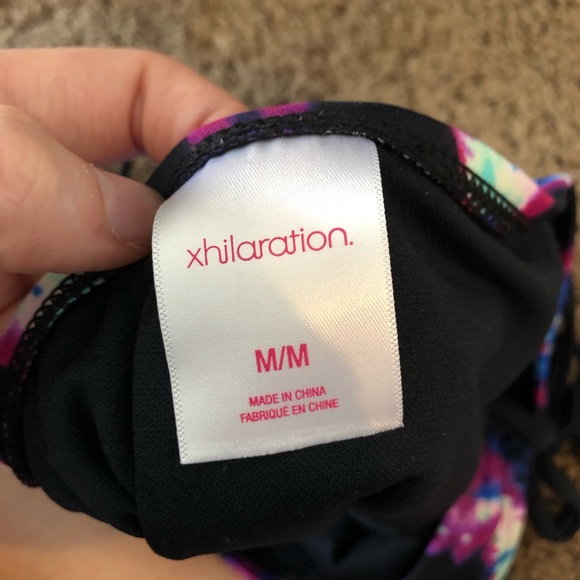 xhilaration.
M/M
MADE IN CHINA
FABRIQUÉ EN CHINE